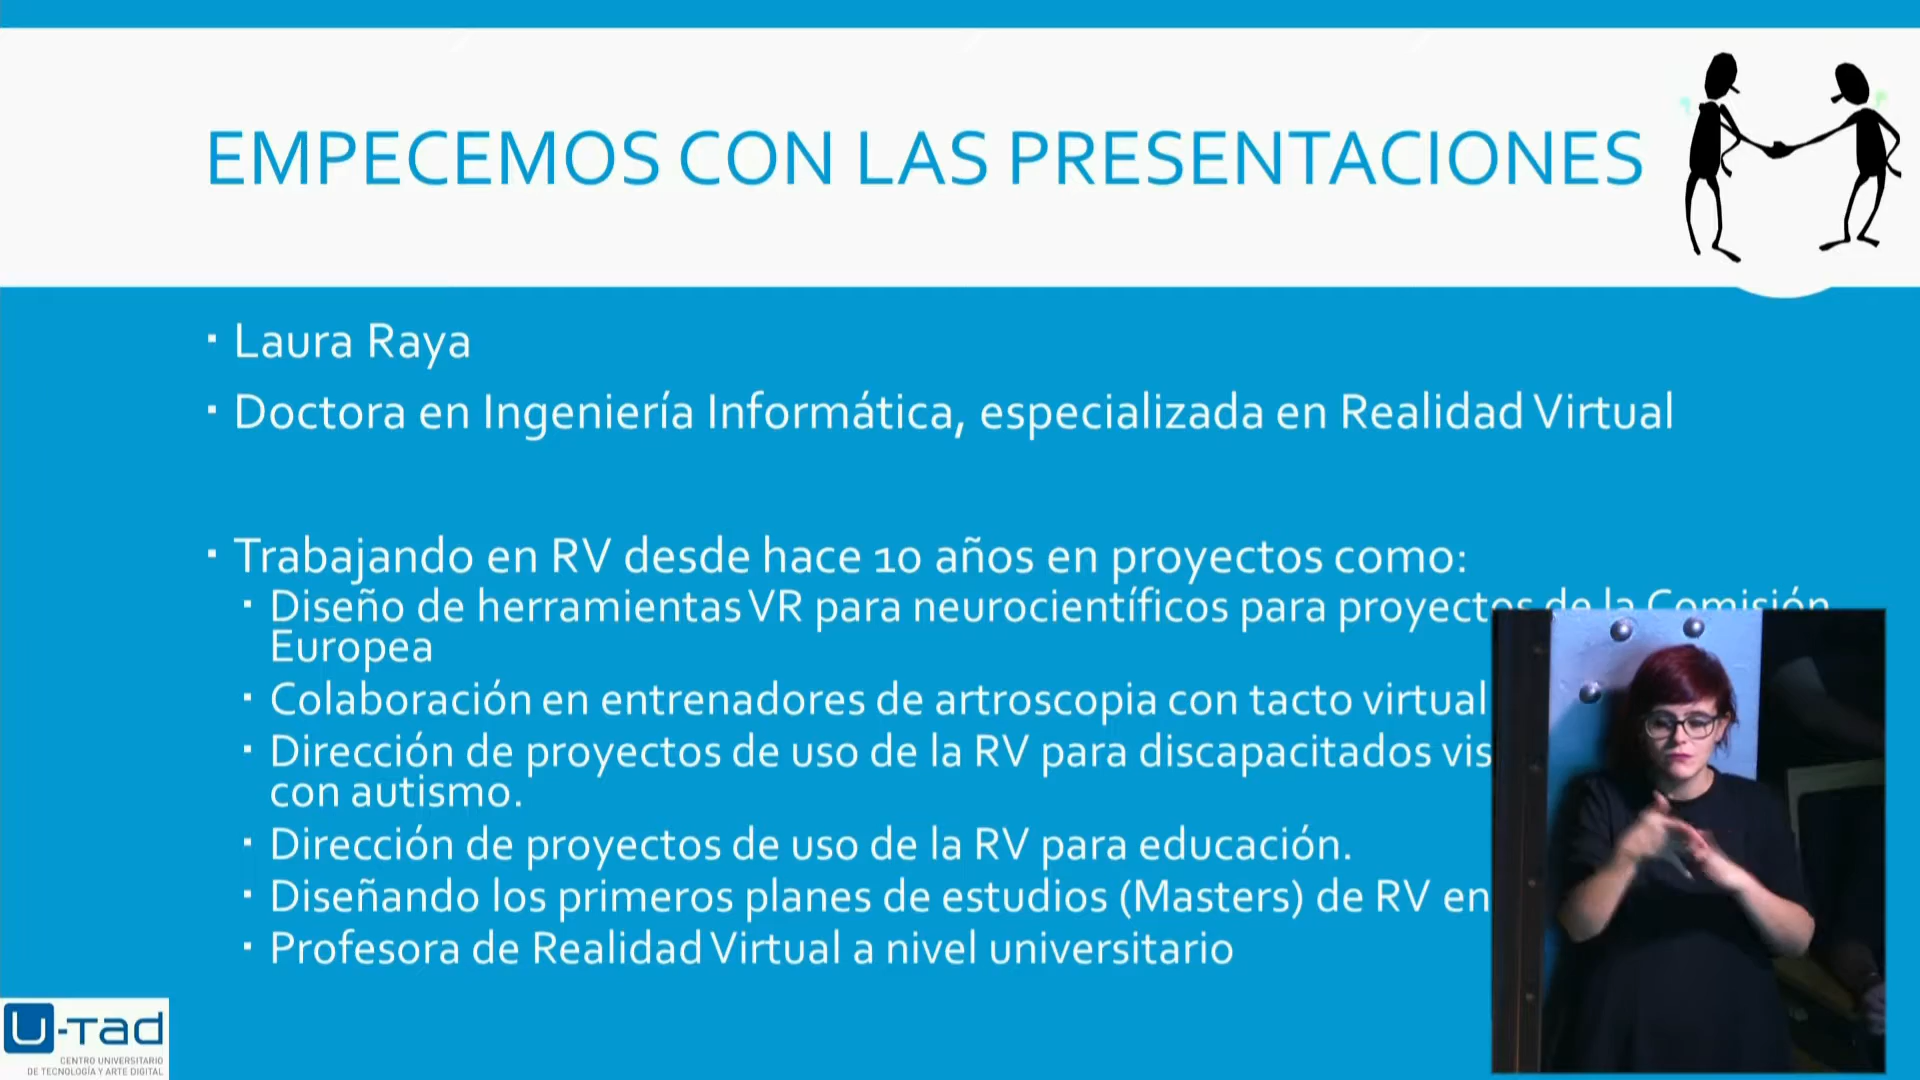 EMPECEMOS CON LAS PRESENTACIONES
Laura Raya
Doctora en Ingeniería Informática, especializada en Realidad Virtual
Trabajando en RV desde hace 10 años en proyectos como:
Diseño de herramientas VR para neurocientíficos para proyectos de la Comisión
Europea
Colaboración en entrenadores de artroscopia con tacto virtual
Dirección de proyectos de uso de la RV para discapacitados vis
con autismo.
Dirección de proyectos de uso de la RV para educación.
Diseñando los primeros planes de estudios (Masters) de RV en
Profesora de Realidad Virtual a nivel universitario
U-tad
CENTRO UNIVERSITARIO
DE TECNOLOGÍA Y ARTE DIGITAL